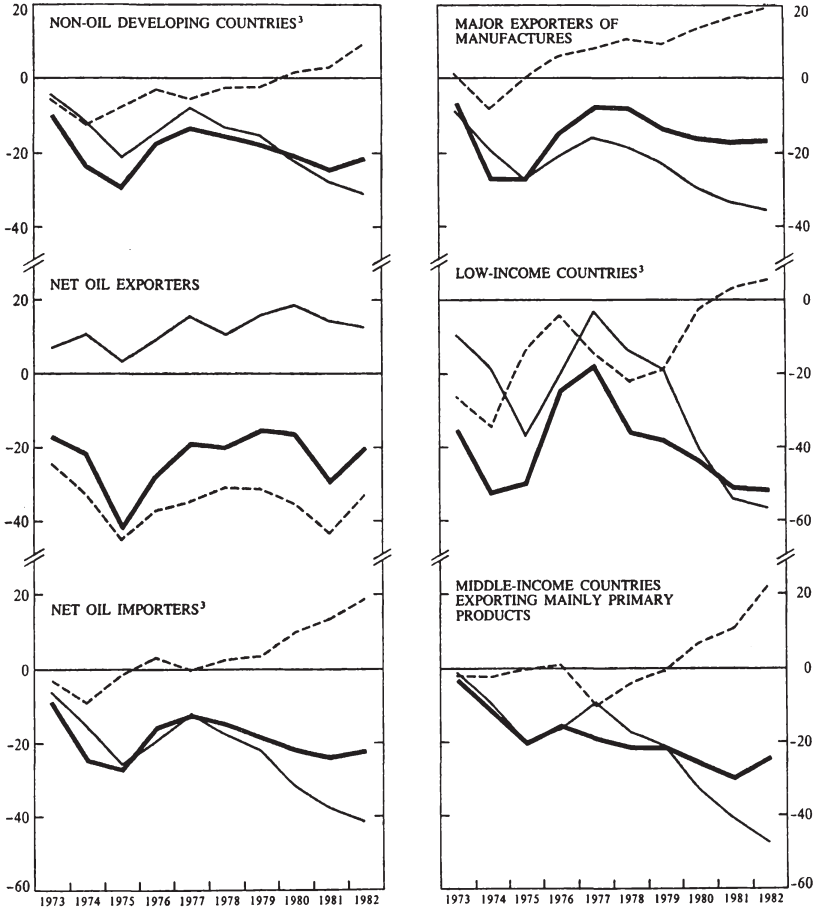 NON-OIL DEVELOPING COUNTRIES³
20
0
-20
-40
NET OIL EXPORTERS
20
0
-20
-40
NET OIL IMPORTERS³
20
0
-20
-40
-60
1973 1974 1975 1976 1977 1978 1979 1980 1981 1982
MAJOR EXPORTERS OF
MANUFACTURES
20
0
-20
-40
LOW-INCOME COUNTRIES³
0
-20
-40
-60
MIDDLE-INCOME COUNTRIES
EXPORTING MAINLY PRIMARY
PRODUCTS
20
0
-20
-40
-60
1973 1974 1975 1976 1977 1978 1979 1980 1981 1982